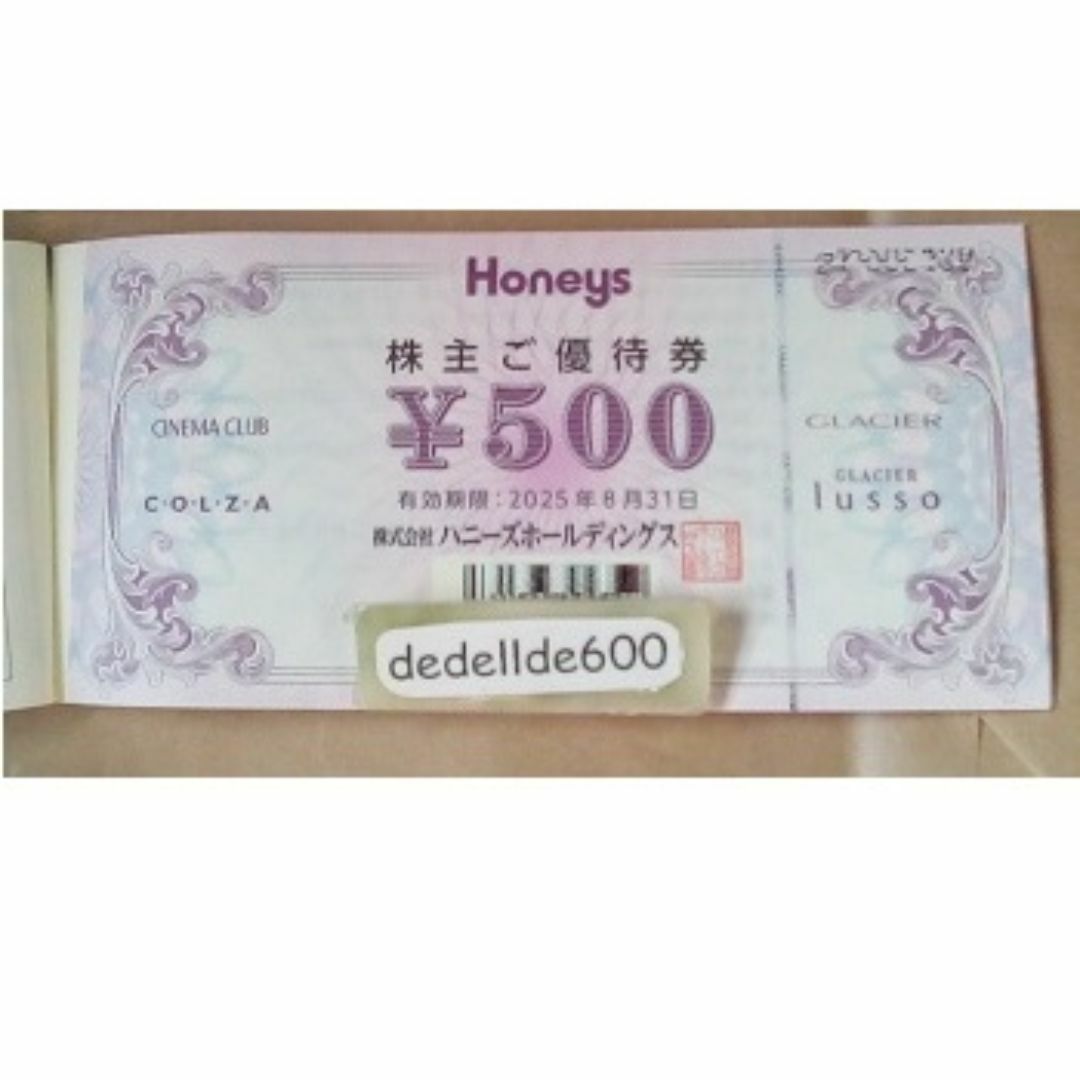 Honeys
株主ご優待券
¥500
CINEMA CLUB
C·O·L·Z·A
GLACIER
GLACIER
lusso
有効期限:2025年8月31日
株式会社 ハニーズホールディングス
dedellde600